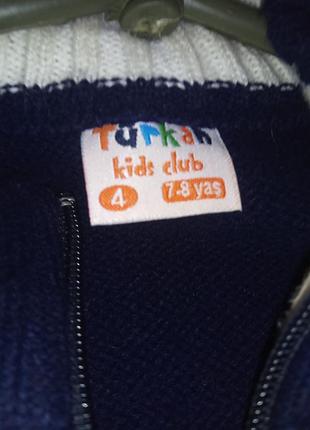 Turkan
kids club
4 7-8 yaş